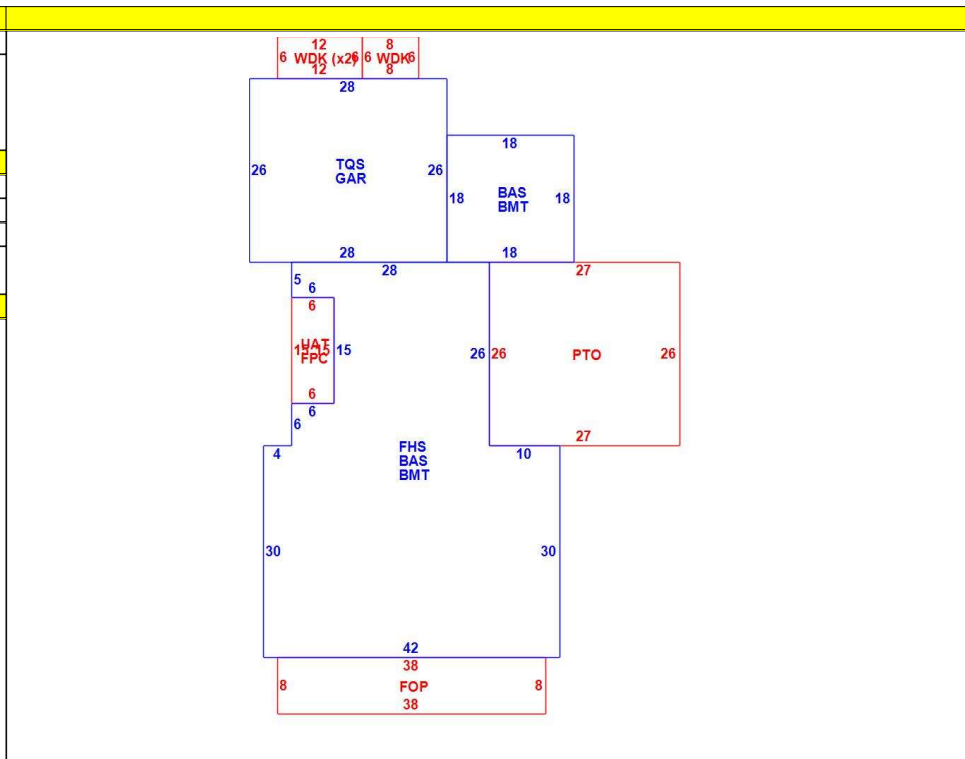 12 8
6 WDK (x2) 6 6 WDK 6
12 8
28
18
26 TQS 26
GAR
18 BAS 18
BMT
28 18
28 27
5
6
6
15 UAT 15 15
FPC
26 26 PTO 26
6
6
6
27
4 FHS 10
BAS
BMT
30 30
42
38
8 FOP 8
38